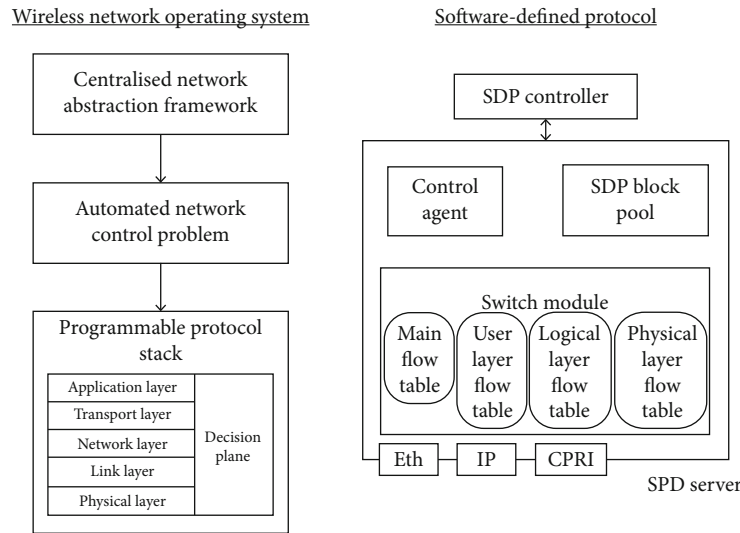 Wireless network operating system
Centralised network
abstraction framework
Automated network
control problem
Programmable protocol
stack
Application layer
Transport layer
Network layer
Link layer
Physical layer
Decision
plane
Software-defined protocol
SDP controller
Control
agent
SDP block
pool
Switch module
Main
flow
table
User
layer
flow
table
Logical
layer
flow
table
Physical
layer
flow
table
Eth
IP
CPRI
SPD server